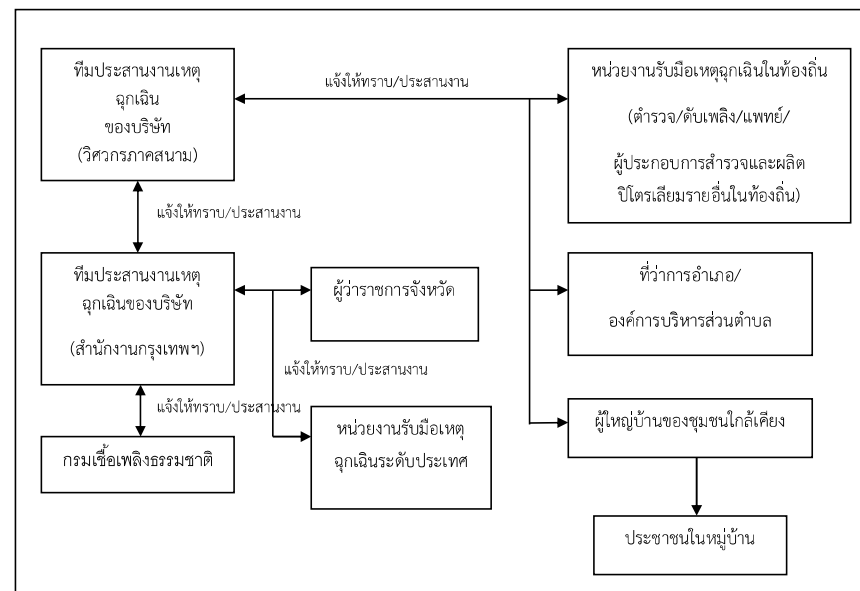 ทีมประสานงานเหตุ
ฉุกเฉิน
ของบริษัท
(วิศวกรภาคสนาม)
แจ้งให้ทราบ/ประสานงาน
หน่วยงานรับมือเหตุฉุกเฉินในท้องถิ่น
(ตำรวจ/ดับเพลิง/แพทย์/
ผู้ประกอบการสำรวจและผลิต
ปิโตรเลียมรายอื่นในท้องถิ่น)
แจ้งให้ทราบ/ประสานงาน
ทีมประสานงานเหตุ
ฉุกเฉินของบริษัท
(สำนักงานกรุงเทพฯ)
ผู้ว่าราชการจังหวัด
ที่ว่าการอำเภอ/
องค์การบริหารส่วนตำบล
แจ้งให้ทราบ/ประสานงาน
แจ้งให้ทราบ/ประสานงาน
กรมเชื้อเพลิงธรรมชาติ
หน่วยงานรับมือเหตุ
ฉุกเฉินระดับประเทศ
ผู้ใหญ่บ้านของชุมชนใกล้เคียง
ประชาชนในหมู่บ้าน